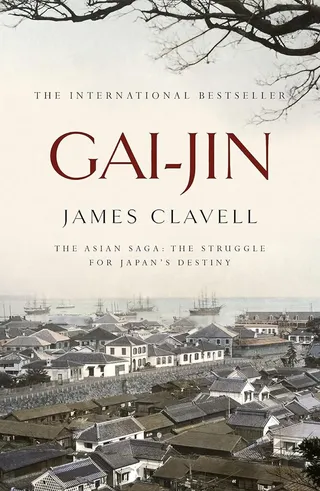 THE INTERNATIONAL BESTSELLER
GAI-JIN
JAMES CLAVELL
THE ASIAN SAGA: THE STRUGGLE
FOR JAPAN'S DESTINY